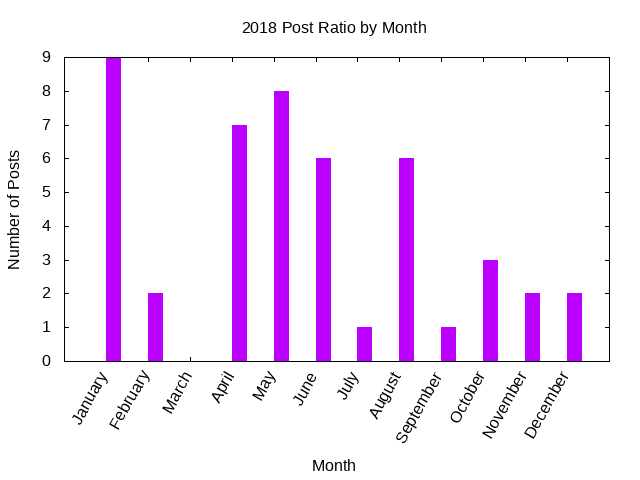 2018 Post Ratio by Month
9
8
7
6
5
4
3
2
1
0
Number of Posts
January
February
March
April
May
June
July
August
September
October
November
December
Month